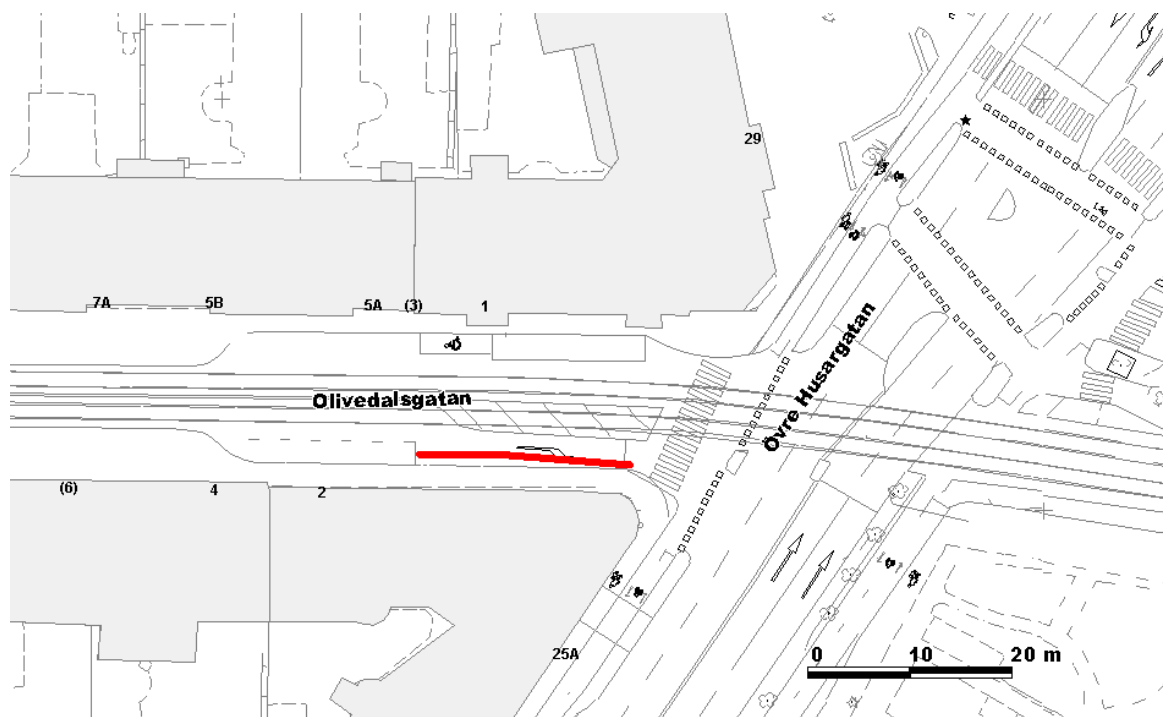 29
7A
5B
5A
(3)
1
Olivedalsgatan
Övre Husargatan
(6)
4
2
25A
0
10
20 m